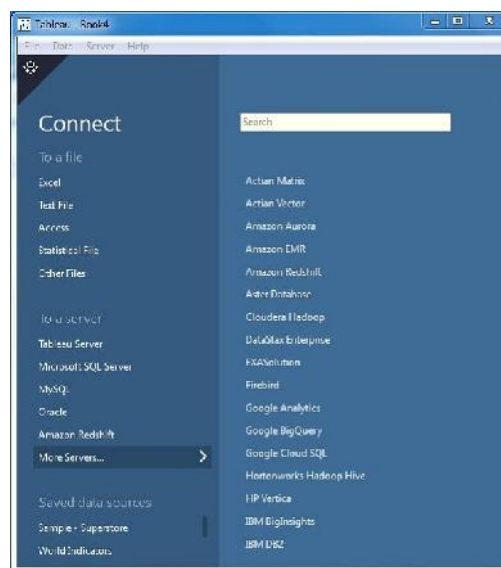 Tableau - Book4
File Data Server Help
Connect
To a file
Excel
Text File
Access
Statistical File
Other Files
To a server
Tableau Server
Microsoft SQL Server
MySQL
Oracle
Amazon Redshift
More Servers...
Saved data sources
Sample - Superstore
World Indicators
Search
Actian Matrix
Actian Vector
Amazon Aurora
Amazon EMR
Amazon Redshift
Aster Database
Cloudera Hadoop
DataStax Enterprise
EXASolution
Firebird
Google Analytics
Google BigQuery
Google Cloud SQL
Hortonworks Hadoop Hive
HP Vertica
IBM BigInsights
IBM DB2